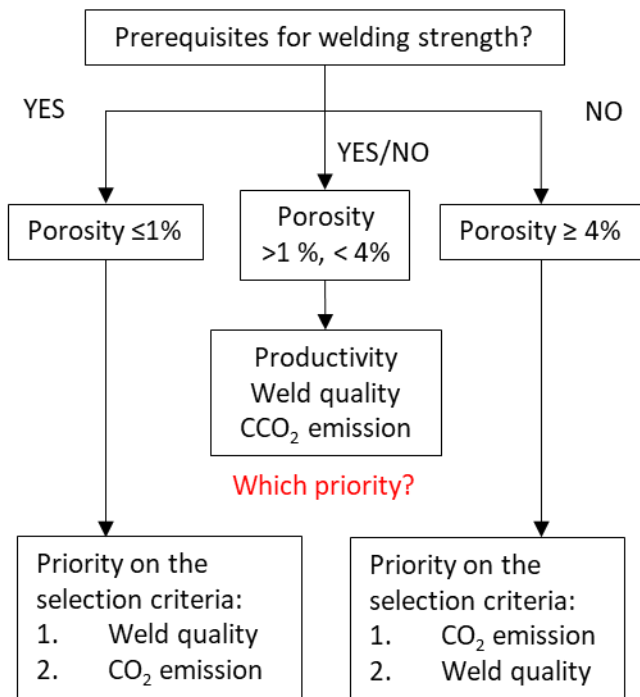 Prerequisites for welding strength?
YES
NO
YES/NO
Porosity ≤1%
Porosity
>1 %, < 4%
Porosity ≥ 4%
Productivity
Weld quality
CCO₂ emission
Which priority?
Priority on the
selection criteria:
1. Weld quality
2. CO₂ emission
Priority on the
selection criteria:
1. CO₂ emission
2. Weld quality